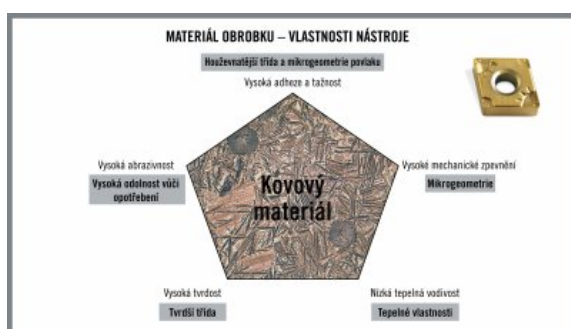 MATERIÁL OBROBKU – VLASTNOSTI NÁSTROJE
Houževnatější třída a mikrogeometrie povlaku
Vysoká adheze a tažnost
Vysoká abrazivnost
Vysoká odolnost vůči
opotřebení
Vysoké mechanické zpevnění
Mikrogeometrie
Kovový
materiál
Vysoká tvrdost
Tvrdší třída
Nízká tepelná vodivost
Tepelné vlastnosti